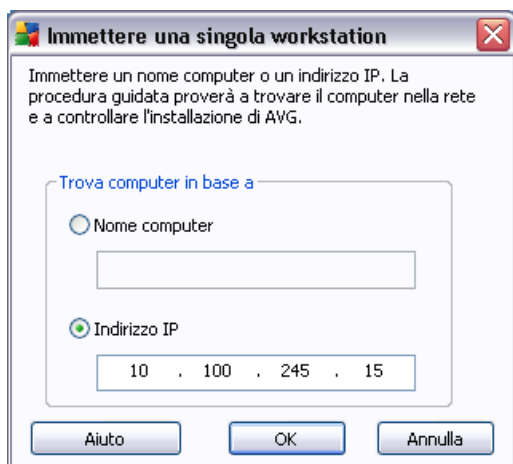 Immettere una singola workstation
Immettere un nome computer o un indirizzo IP. La
procedura guidata proverà a trovare il computer nella rete
e a controllare l'installazione di AVG.
Trova computer in base a
Nome computer
Indirizzo IP
10 . 100 . 245 . 15
Aiuto OK Annulla